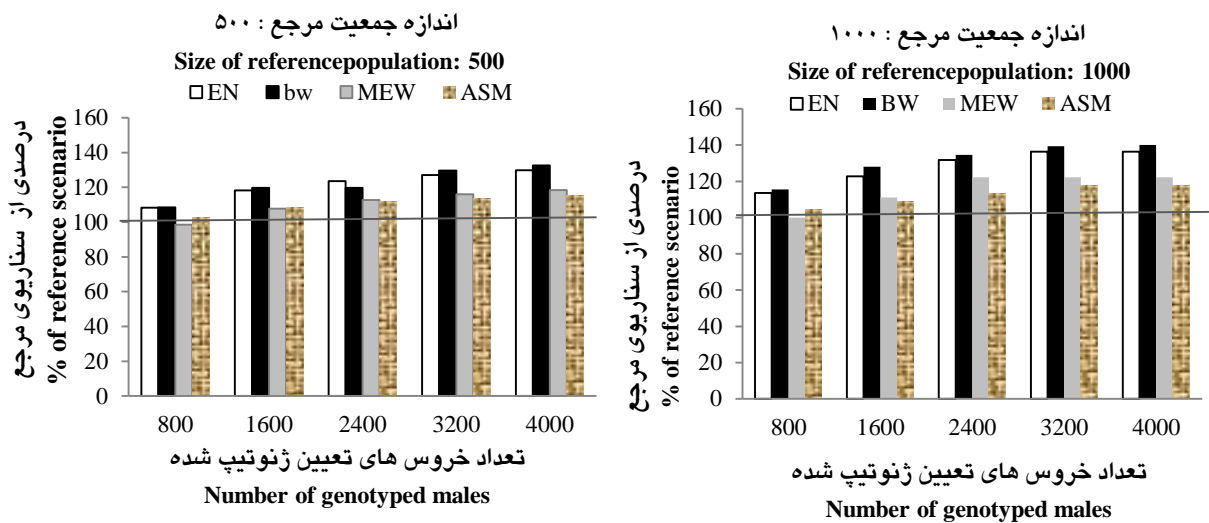 اندازه جمعیت مرجع : ۵۰۰
Size of referencepopulation: 500
EN bw MEW ASM
درصدی از سناریوی مرجع
% of reference scenario
160
140
120
100
80
60
40
20
0
800 1600 2400 3200 4000
تعداد خروس های تعیین ژنوتیپ شده
Number of genotyped males
اندازه جمعیت مرجع : ۱۰۰۰
Size of referencepopulation: 1000
EN BW MEW ASM
درصدی از سناریوی مرجع
% of reference scenario
160
140
120
100
80
60
40
20
0
800 1600 2400 3200 4000
تعداد خروس های تعیین ژنوتیپ شده
Number of genotyped males